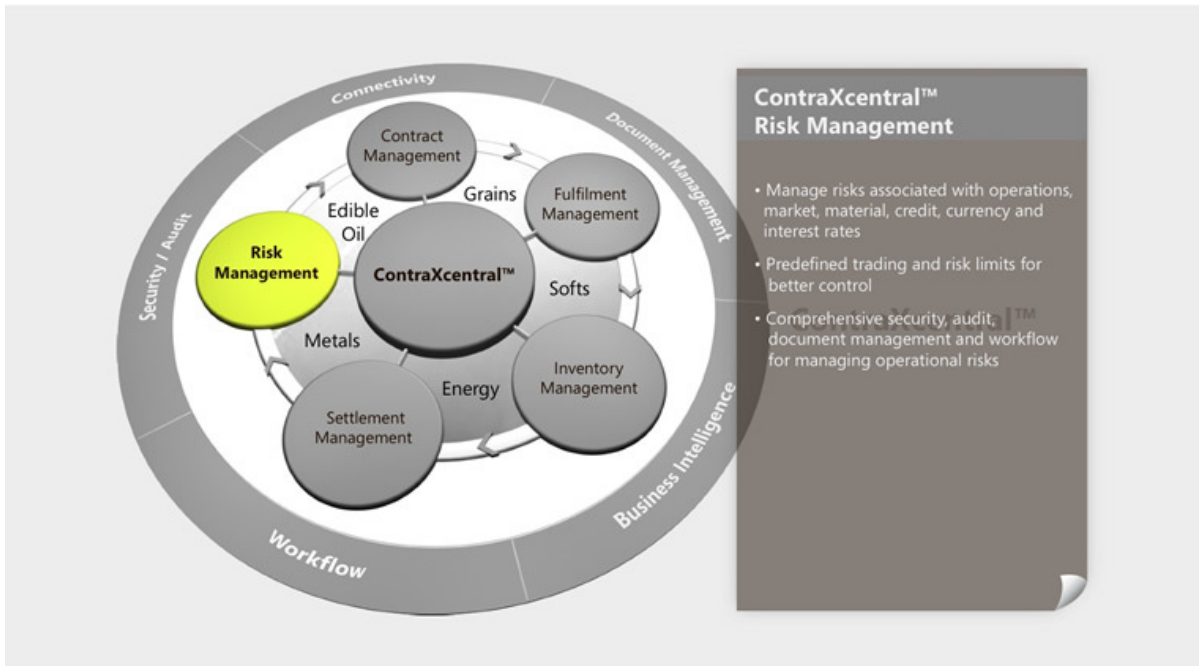 Connectivity
Document Management
Security / Audit
Business Intelligence
Workflow
Contract
Management
Grains
Fulfilment
Management
Edible
Oil
Risk
Management
ContraXcentral™
Softs
Metals
Inventory
Management
Energy
Settlement
Management
ContraXcentral™
Risk Management
• Manage risks associated with operations,
market, material, credit, currency and
interest rates
• Predefined trading and risk limits for
better control
ContraXcentral™
• Comprehensive security, audit,
document management and workflow
for managing operational risks